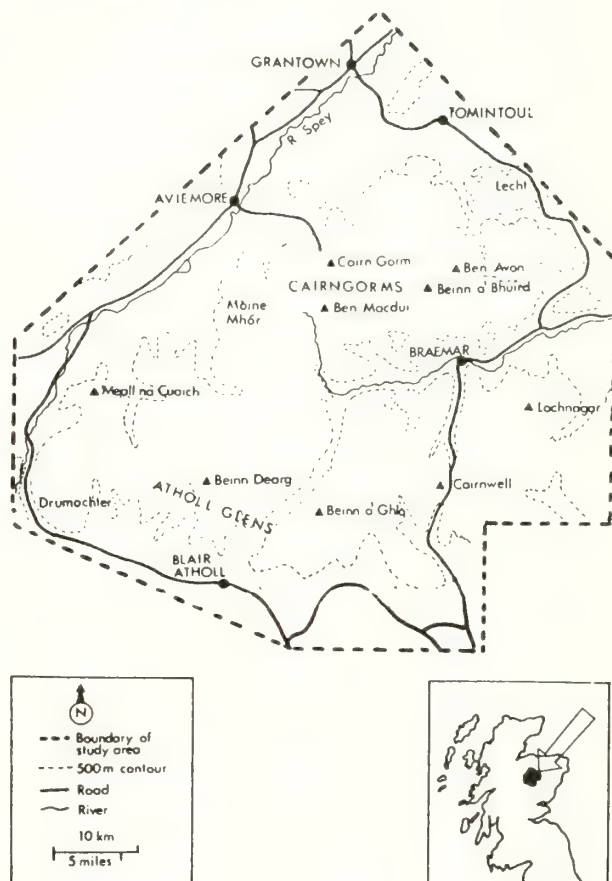 GRANTOWN
TOMINTOUL
R Spey
Lecht
AVIEMORE
Cairn Gorm
CAIRNGORMS
Ben Avon
Beinn a' Bhuird
Mòine
Mhór
Ben Macdui
BRAEMAR
Meall na Cuaich
Lochnagar
Beinn Dearg
Cairnwell
Drumochter
ATHOLL GLENS
Beinn a' Ghlo
BLAIR
ATHOLL
N
Boundary of
study area
500m contour
Road
River
10 km
5 miles